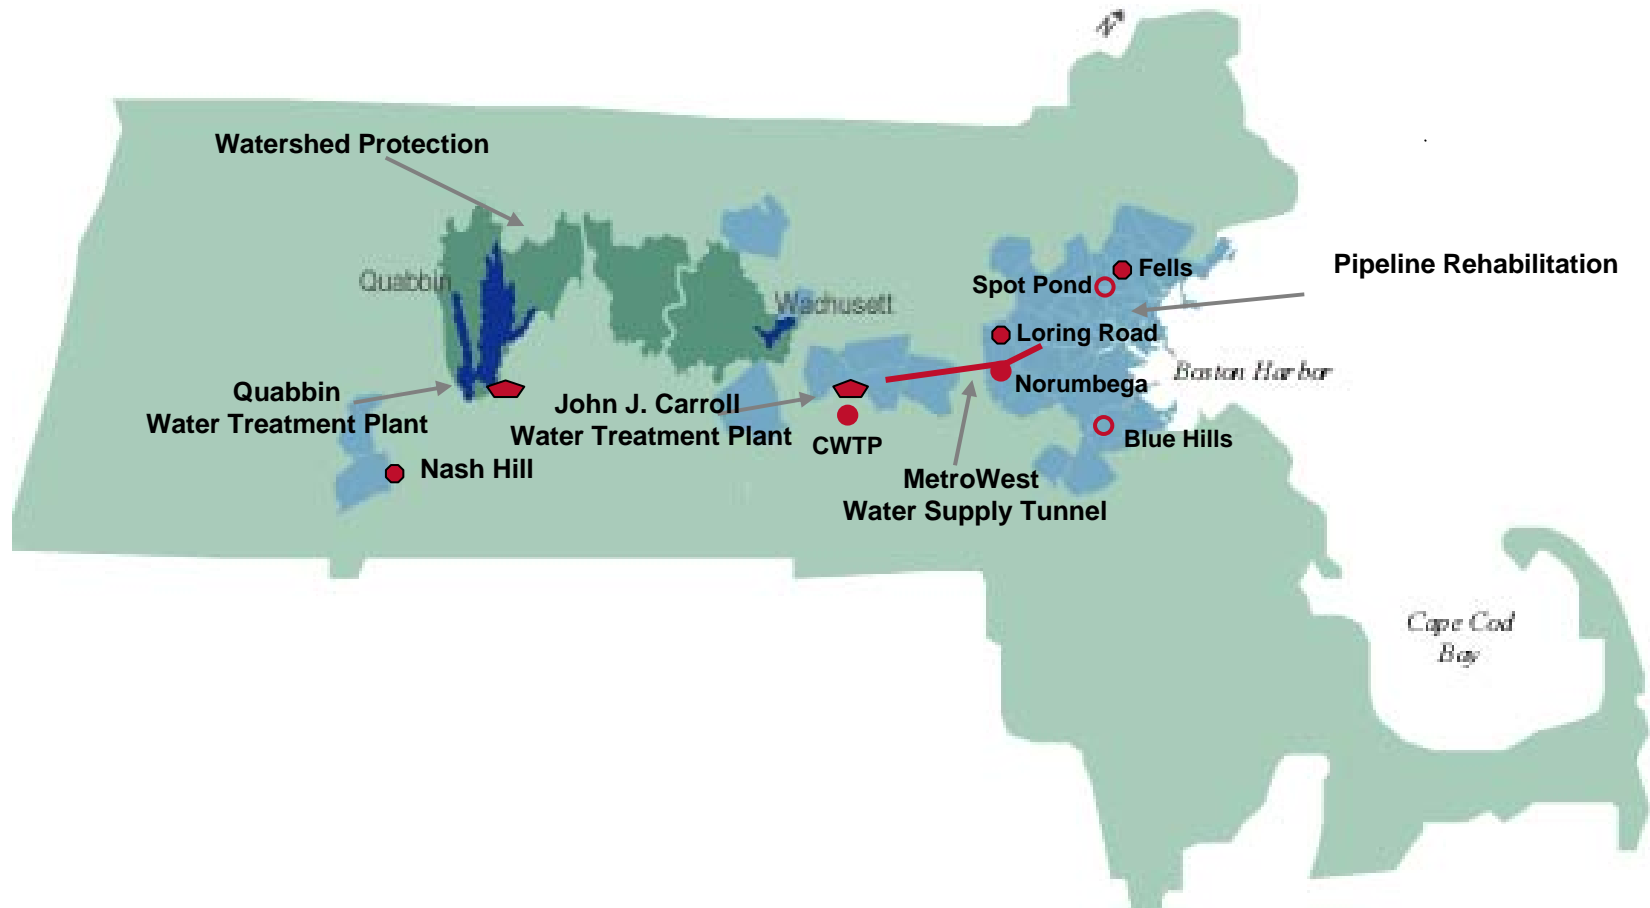 N
Watershed Protection
Pipeline Rehabilitation
Fells
Spot Pond
Quabbin
Wachusett
Loring Road
Boston Harbor
Norumbega
Quabbin
Water Treatment Plant
John J. Carroll
Water Treatment Plant
CWTP
Blue Hills
Nash Hill
MetroWest
Water Supply Tunnel
Cape Cod
Bay